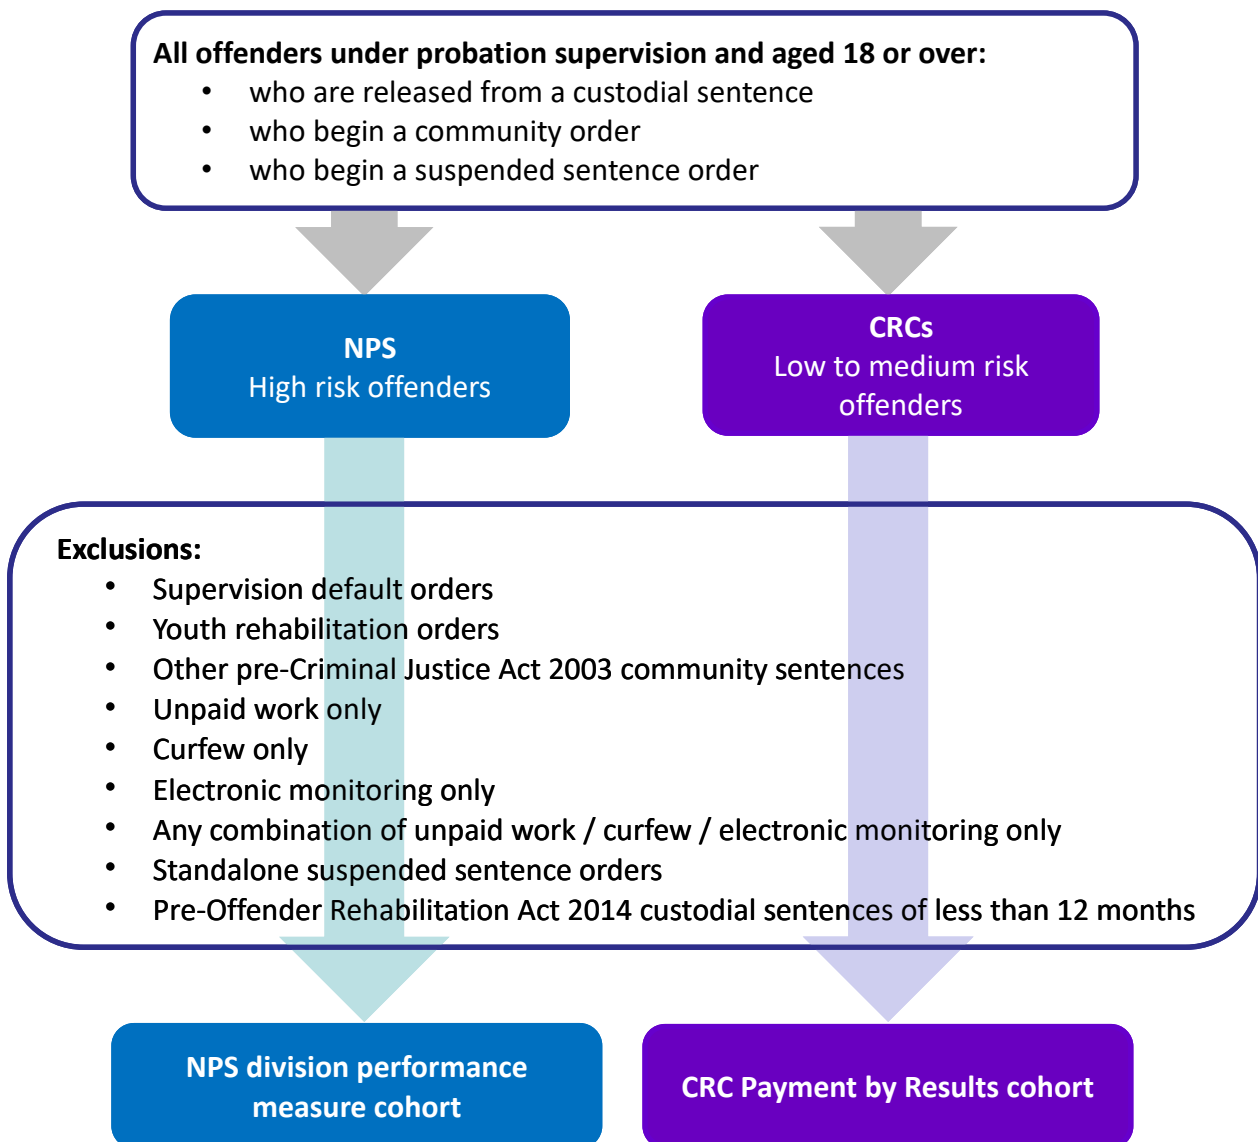 All offenders under probation supervision and aged 18 or over:
• who are released from a custodial sentence
• who begin a community order
• who begin a suspended sentence order
NPS
High risk offenders
CRCs
Low to medium risk
offenders
Exclusions:
• Supervision default orders
• Youth rehabilitation orders
• Other pre-Criminal Justice Act 2003 community sentences
• Unpaid work only
• Curfew only
• Electronic monitoring only
• Any combination of unpaid work / curfew / electronic monitoring only
• Standalone suspended sentence orders
• Pre-Offender Rehabilitation Act 2014 custodial sentences of less than 12 months
NPS division performance
measure cohort
CRC Payment by Results cohort